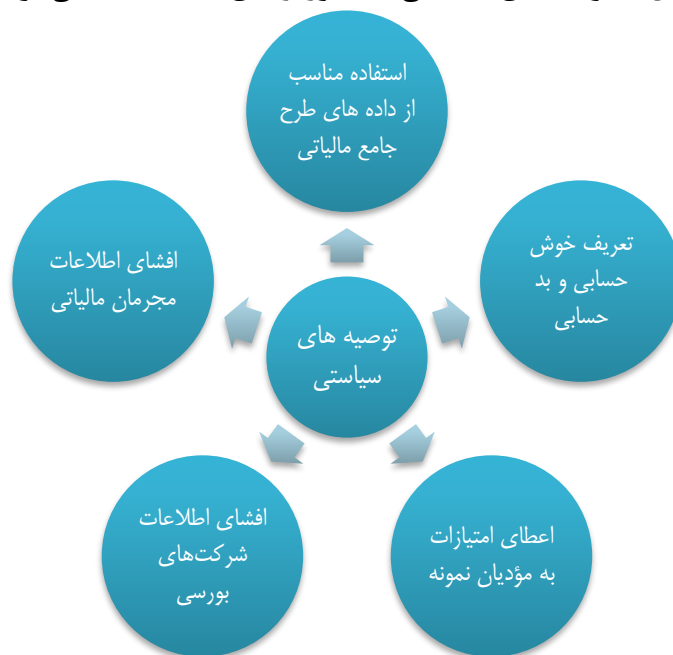 استفاده مناسب
از داده های طرح
جامع مالیاتی
تعریف خوش
حسابی و بد
حسابی
افشای اطلاعات
مجرمان مالیاتی
توصیه های
سیاستی
افشای اطلاعات
شرکت‌های
بورسی
اعطای امتیازات
به مؤدیان نمونه